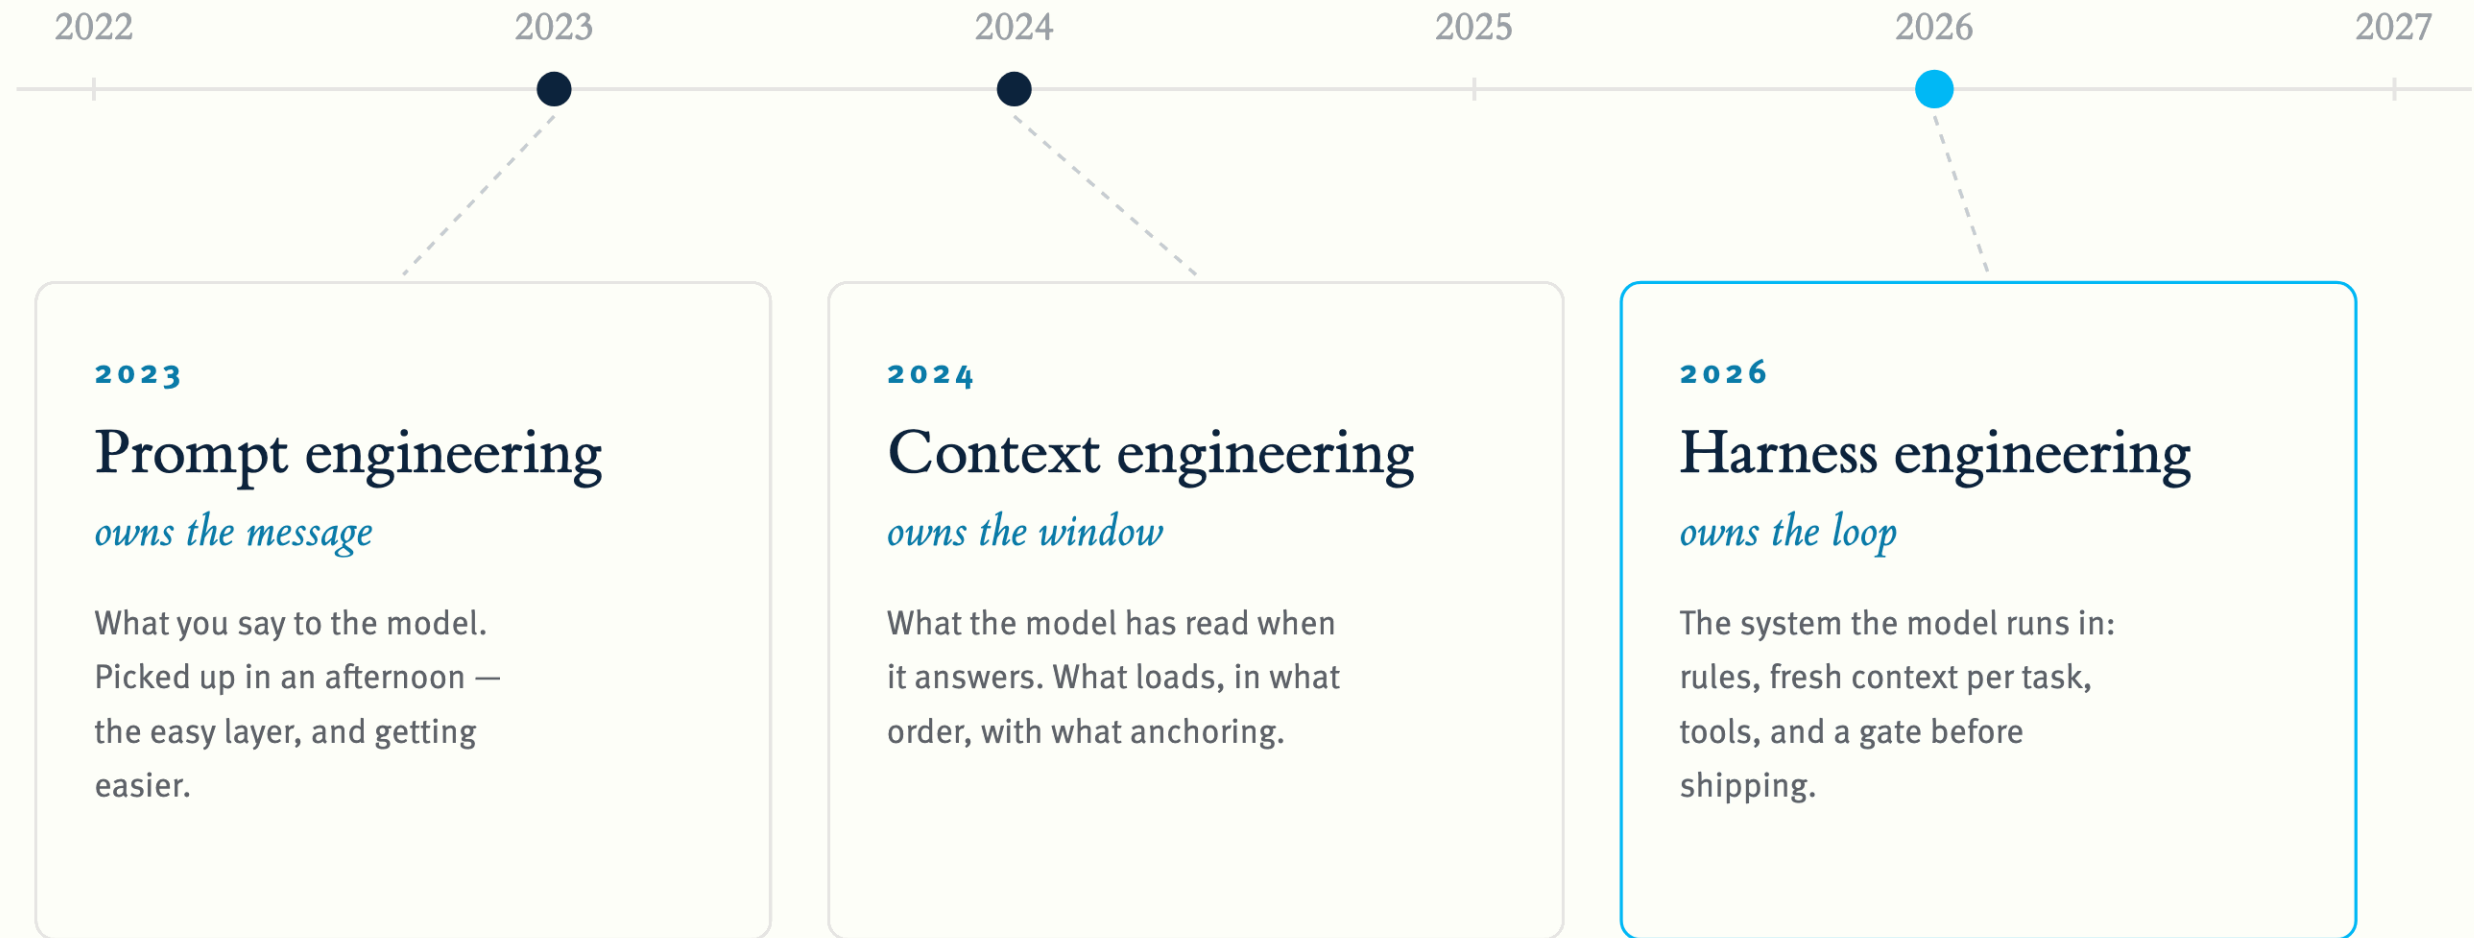 2022 2023 2024 2025 2026 2027
2023
Prompt engineering
owns the message
What you say to the model.
Picked up in an afternoon —
the easy layer, and getting
easier.
2024
Context engineering
owns the window
What the model has read when
it answers. What loads, in what
order, with what anchoring.
2026
Harness engineering
owns the loop
The system the model runs in:
rules, fresh context per task,
tools, and a gate before
shipping.